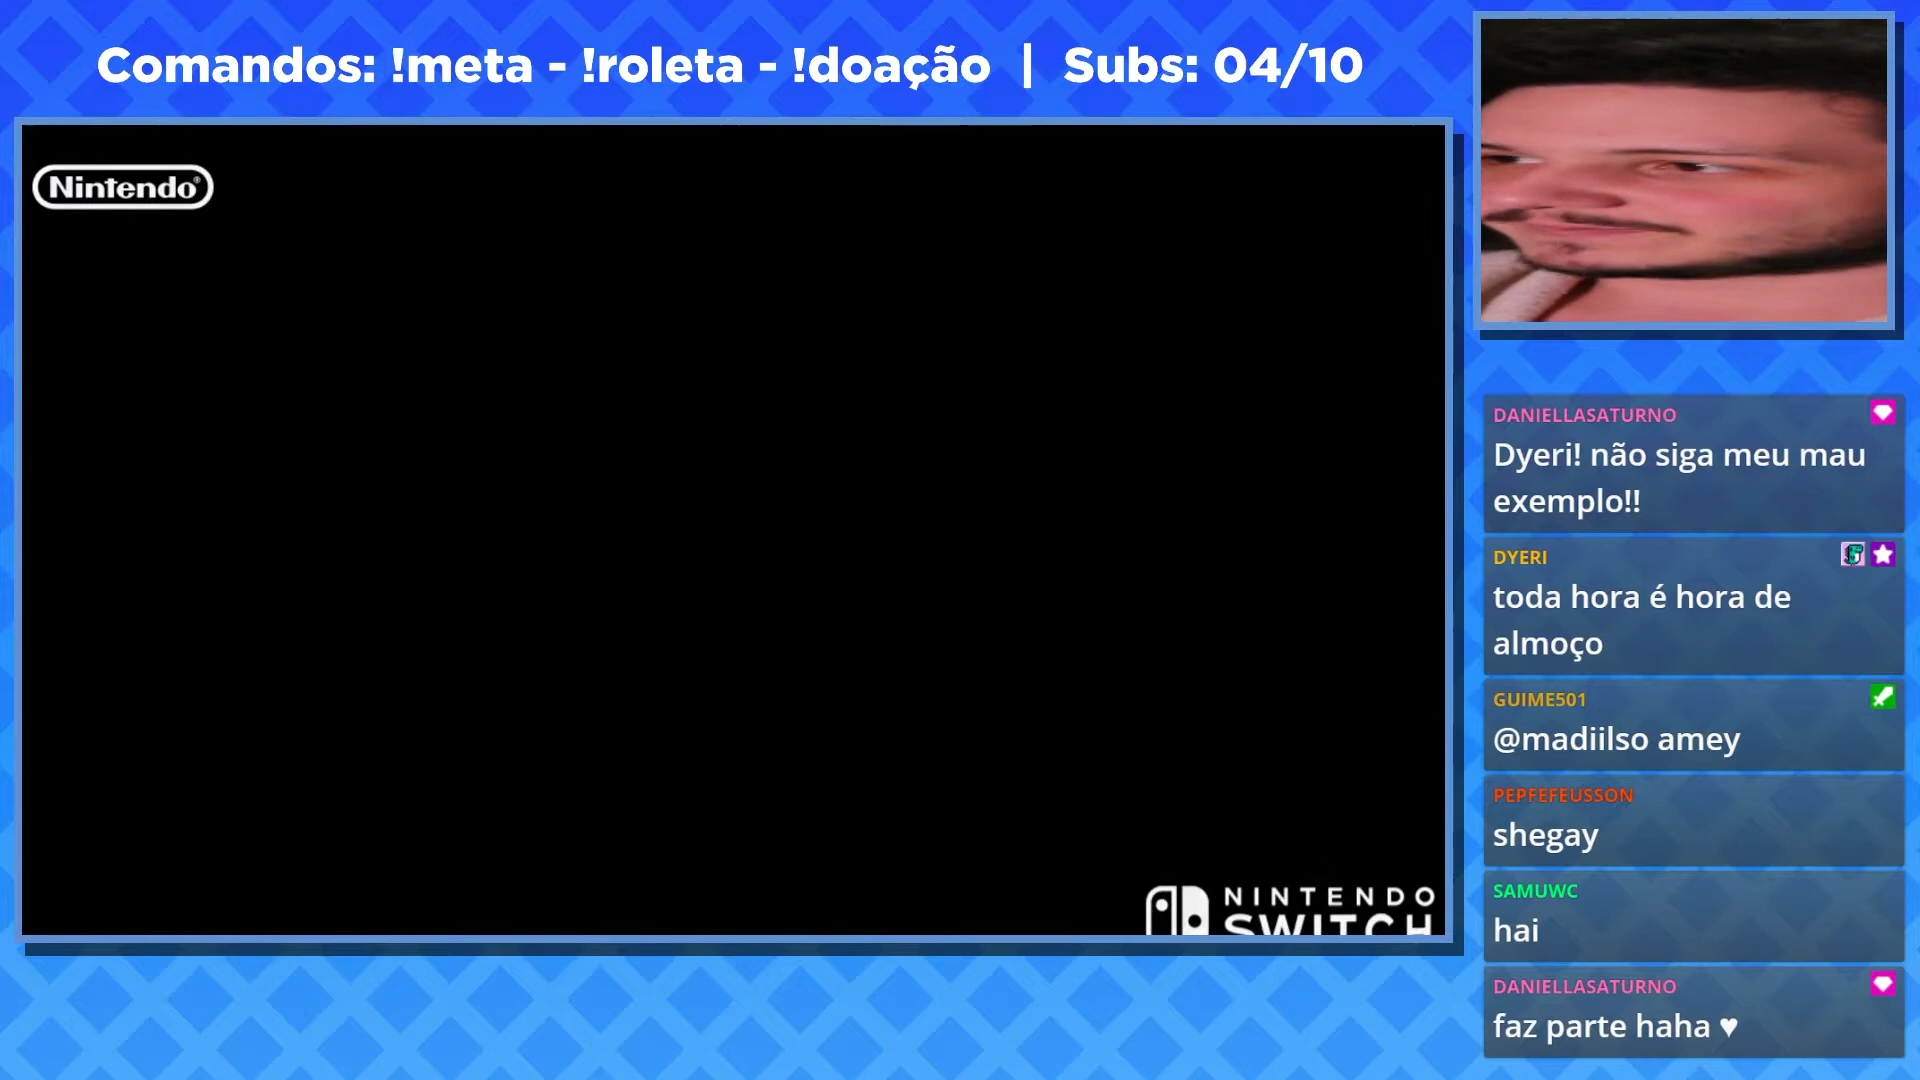 Comandos: !meta - !roleta - !doação | Subs: 04/10
Nintendo®
NINTENDO
SWITCH
DANIELLASATURNO
Dyeri! não siga meu mau
exemplo!!
DYERI
toda hora é hora de
almoço
GUIME501
@madiilso amey
PEPFEFEUSSON
shegay
SAMUWC
hai
DANIELLASATURNO
faz parte haha ♥